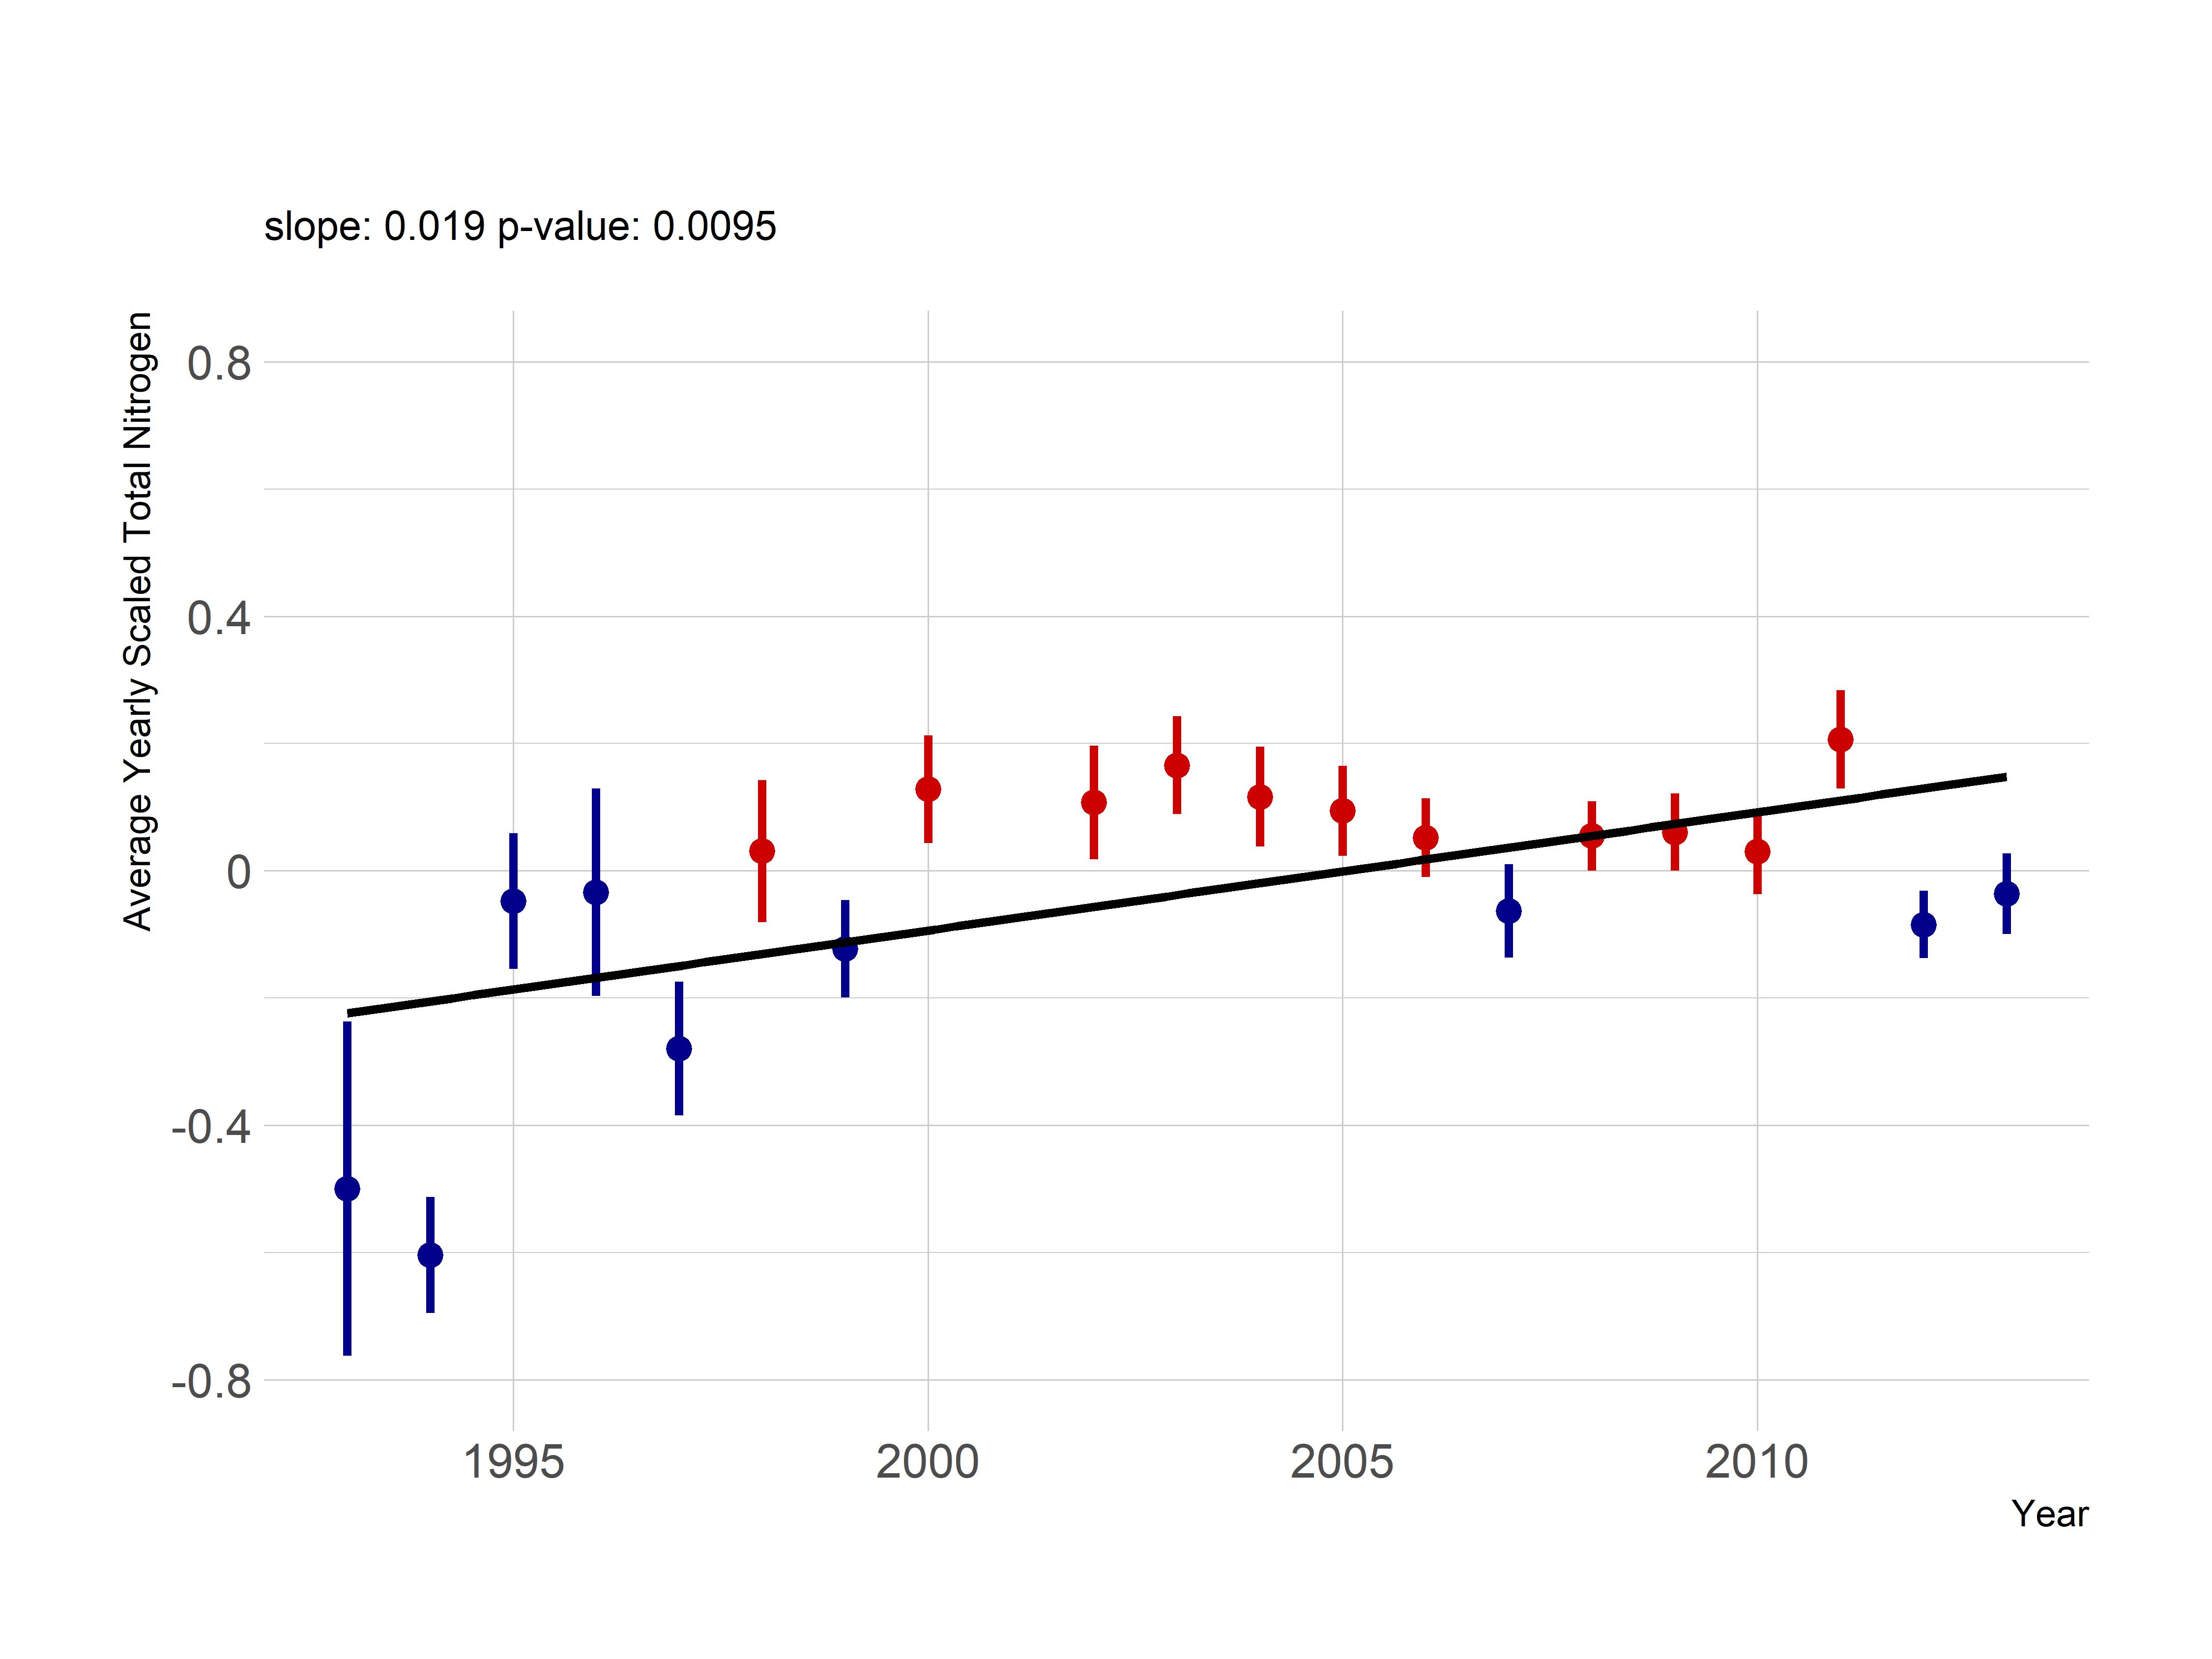 slope: 0.019 p-value: 0.0095
Average Yearly Scaled Total Nitrogen
0.8
0.4
0
-0.4
-0.8
1995 2000 2005 2010
Year